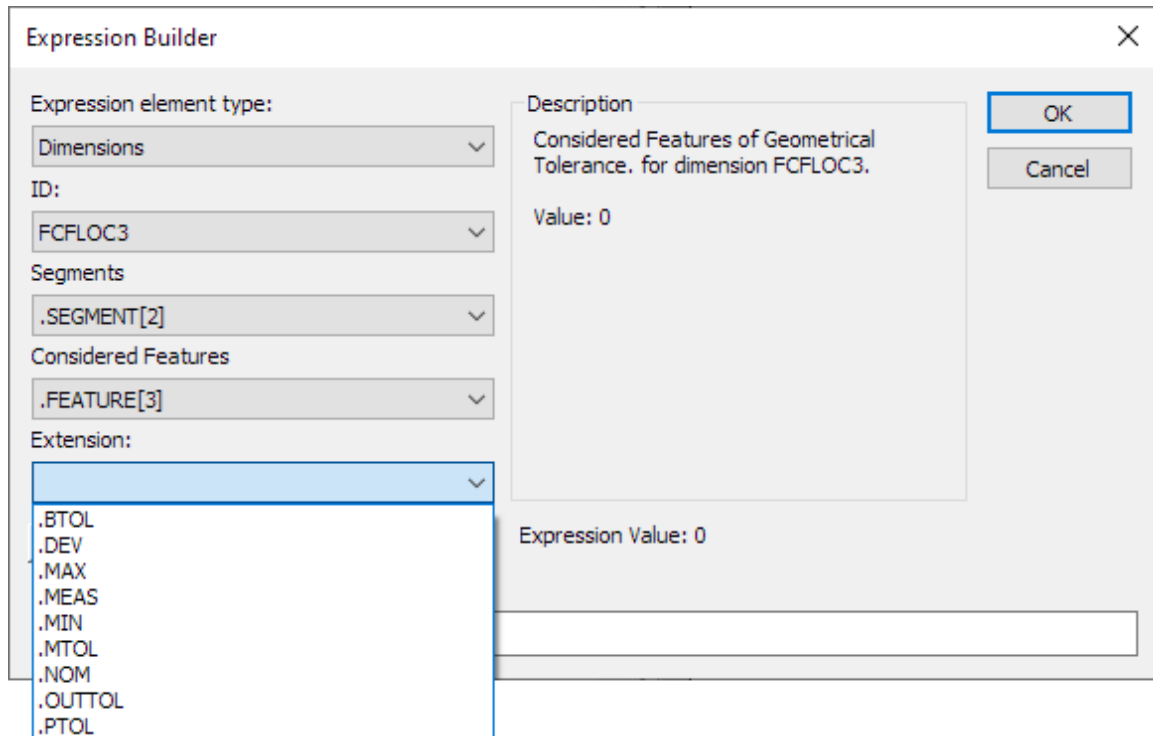 Expression Builder
Expression element type:
Dimensions
ID:
FCFLOC3
Segments
.SEGMENT[2]
Considered Features
.FEATURE[3]
Extension:
.BTOL
.DEV
.MAX
.MEAS
.MIN
.MTOL
.NOM
.OUTTOL
.PTOL
Description
Considered Features of Geometrical
Tolerance. for dimension FCFLOC3.
Value: 0
Expression Value: 0
OK
Cancel